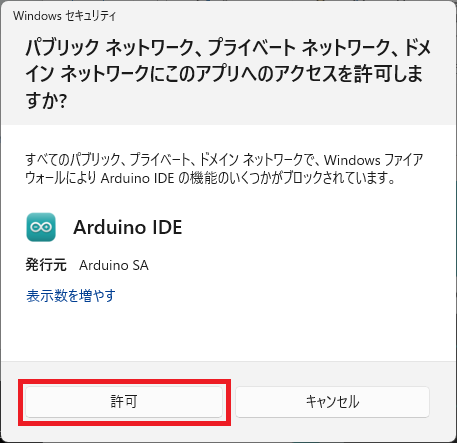 Windows セキュリティ
パブリック ネットワーク、プライベート ネットワーク、ドメ
イン ネットワークにこのアプリへのアクセスを許可しま
すか?
すべてのパブリック、プライベート、ドメイン ネットワークで、Windows ファイア
ウォールにより Arduino IDE の機能のいくつかがブロックされています。
Arduino IDE
発行元 Arduino SA
表示数を増やす
許可
キャンセル